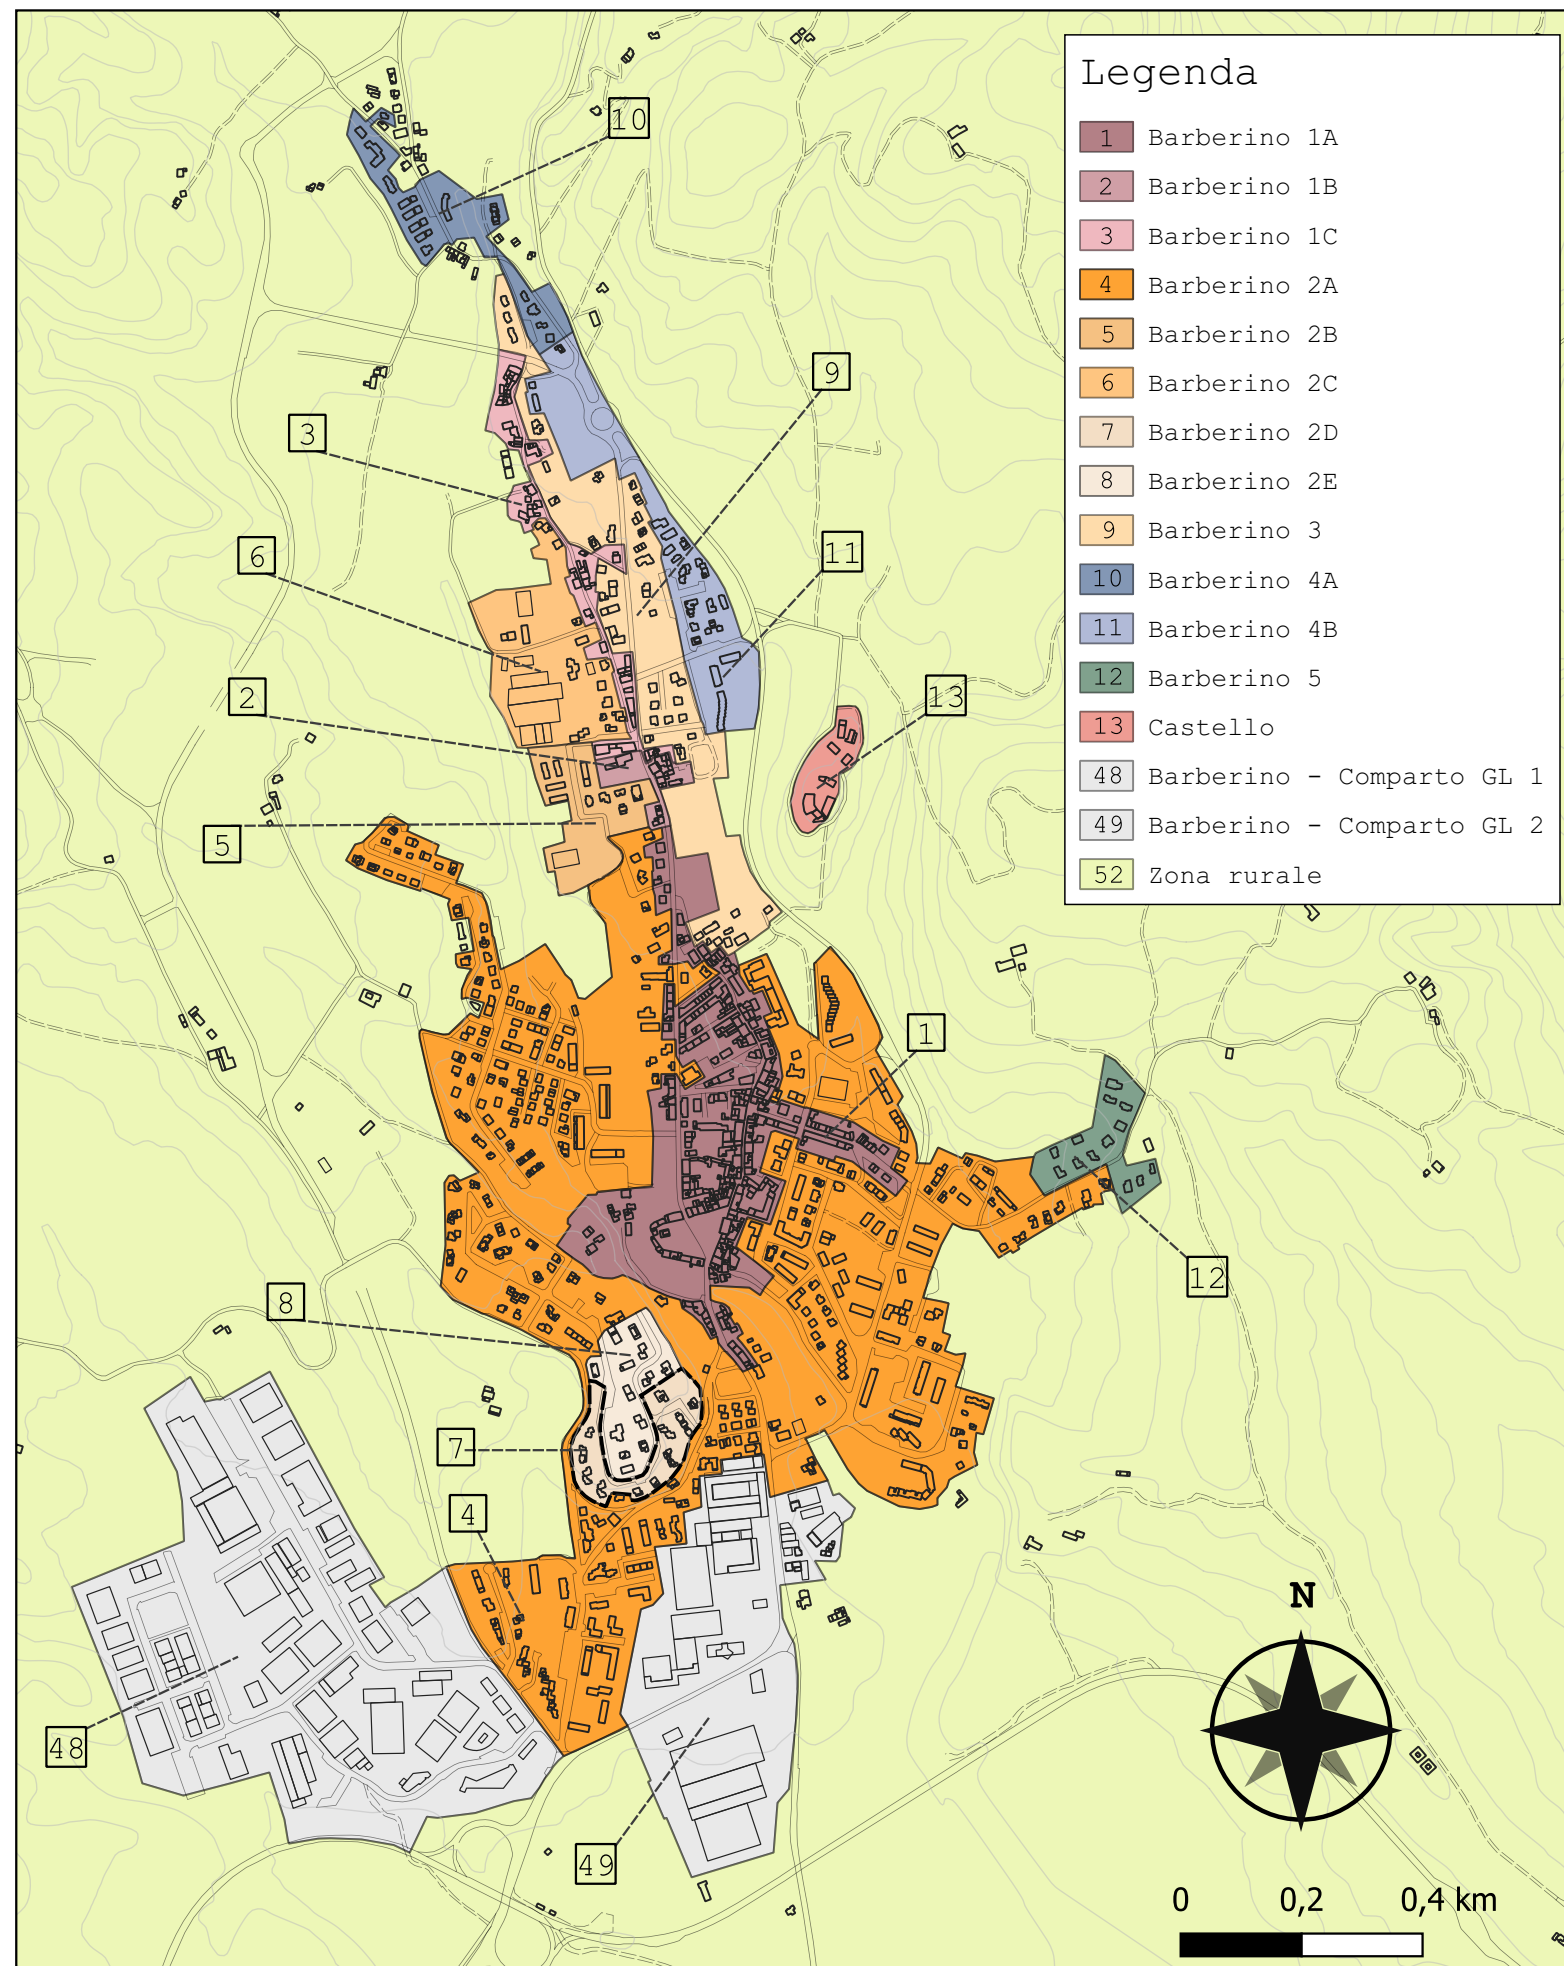 Legenda
1 Barberino 1A
2 Barberino 1B
3 Barberino 1C
4 Barberino 2A
5 Barberino 2B
6 Barberino 2C
7 Barberino 2D
8 Barberino 2E
9 Barberino 3
10 Barberino 4A
11 Barberino 4B
12 Barberino 5
13 Castello
48 Barberino - Comparto GL 1
49 Barberino - Comparto GL 2
52 Zona rurale
10
9
3
11
6
13
2
5
1
12
8
7
4
48
49
N
0 0,2 0,4 km